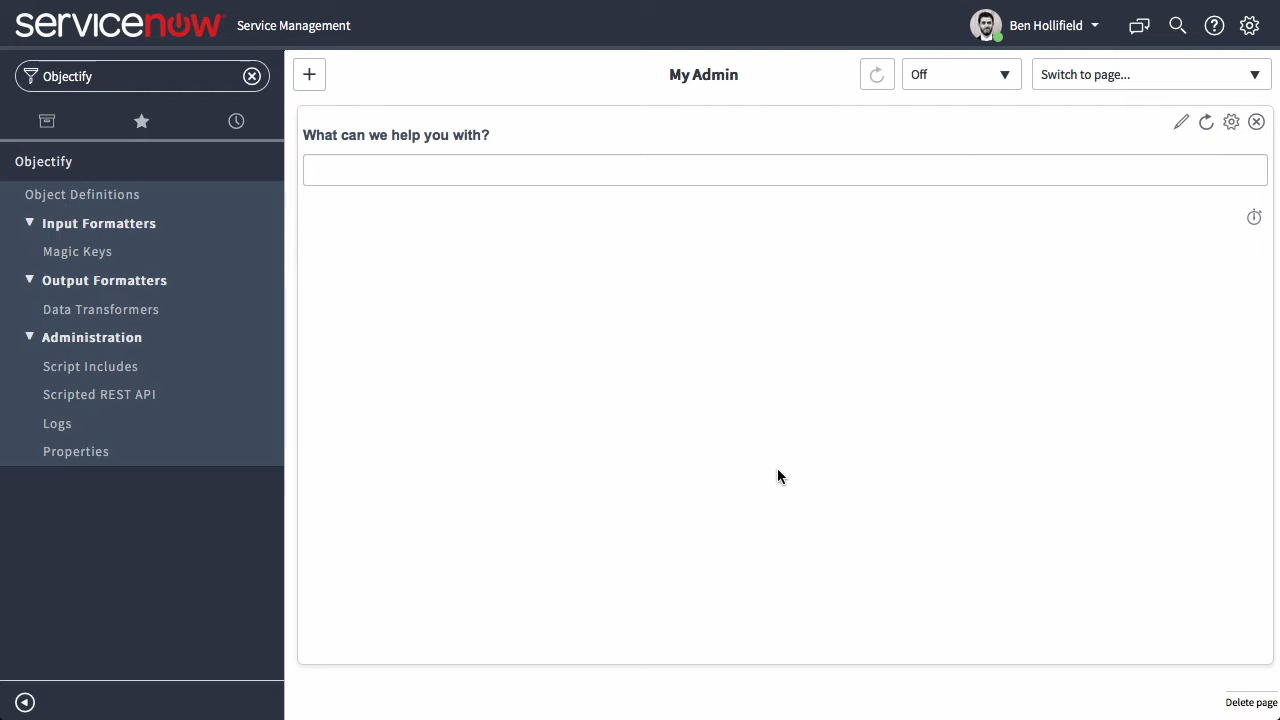 servicenow Service Management
Ben Hollifield
Objectify
Objectify
Object Definitions
Input Formatters
Magic Keys
Output Formatters
Data Transformers
Administration
Script Includes
Scripted REST API
Logs
Properties
+ My Admin Off Switch to page...
What can we help you with?
Delete page